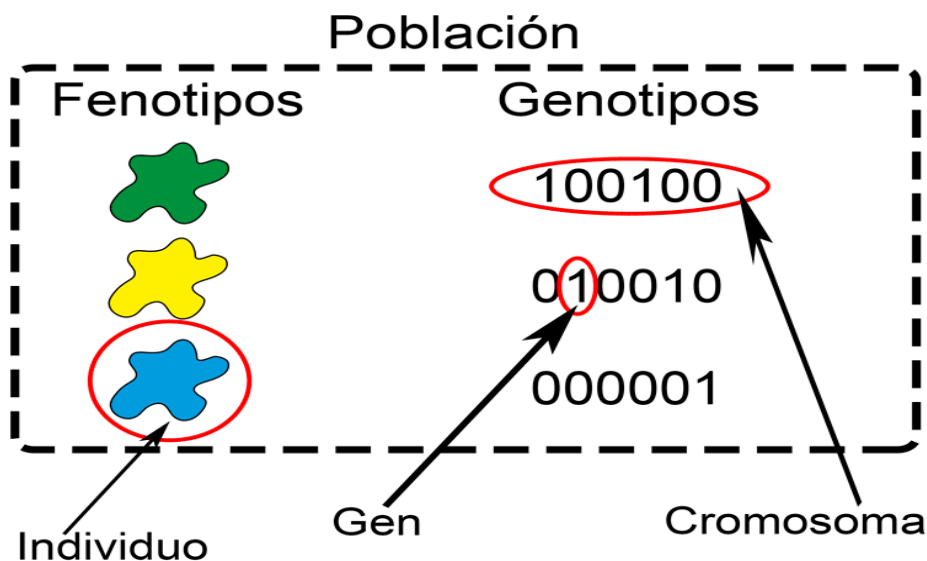 Población
Fenotipos
Genotipos
100100
010010
000001
Individuo
Gen
Cromosoma